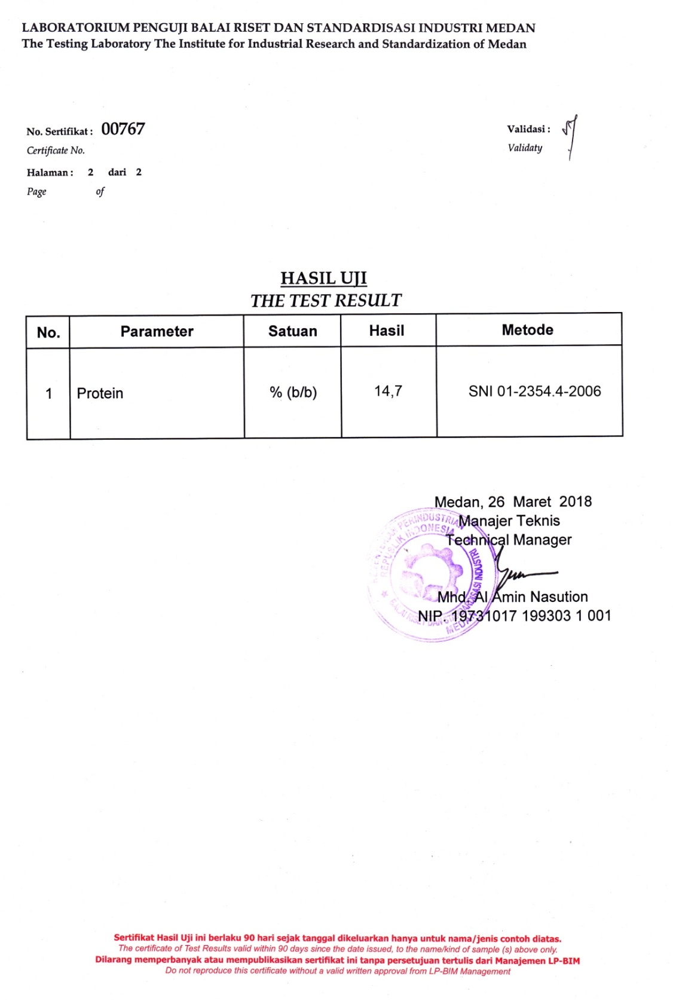 LABORATORIUM PENGUJI BALAI RISET DAN STANDARDISASI INDUSTRI MEDAN
The Testing Laboratory The Institute for Industrial Research and Standardization of Medan
No. Sertifikat : 00767
Validasi :
Certificate No.
Validaty
Halaman : 2 dari 2
Page of
HASIL UJI
THE TEST RESULT
No. Parameter Satuan Hasil Metode
1 Protein % (b/b) 14,7 SNI 01-2354.4-2006
Medan, 26 Maret 2018
Manajer Teknis
Technical Manager
Mhd. Al Amin Nasution
NIP. 19731017 199303 1 001
PERINDUSTRIAN
REPUBLIK INDONESIA
BALAI RISET DAN STANDARDISASI INDUSTRI
MEDAN
Sertifikat Hasil Uji ini berlaku 90 hari sejak tanggal dikeluarkan hanya untuk nama/jenis contoh diatas.
The certificate of Test Results valid within 90 days since the date issued, to the name/kind of sample (s) above only.
Dilarang memperbanyak atau mempublikasikan sertifikat ini tanpa persetujuan tertulis dari Manajemen LP-BIM
Do not reproduce this certificate without a valid written approval from LP-BIM Management